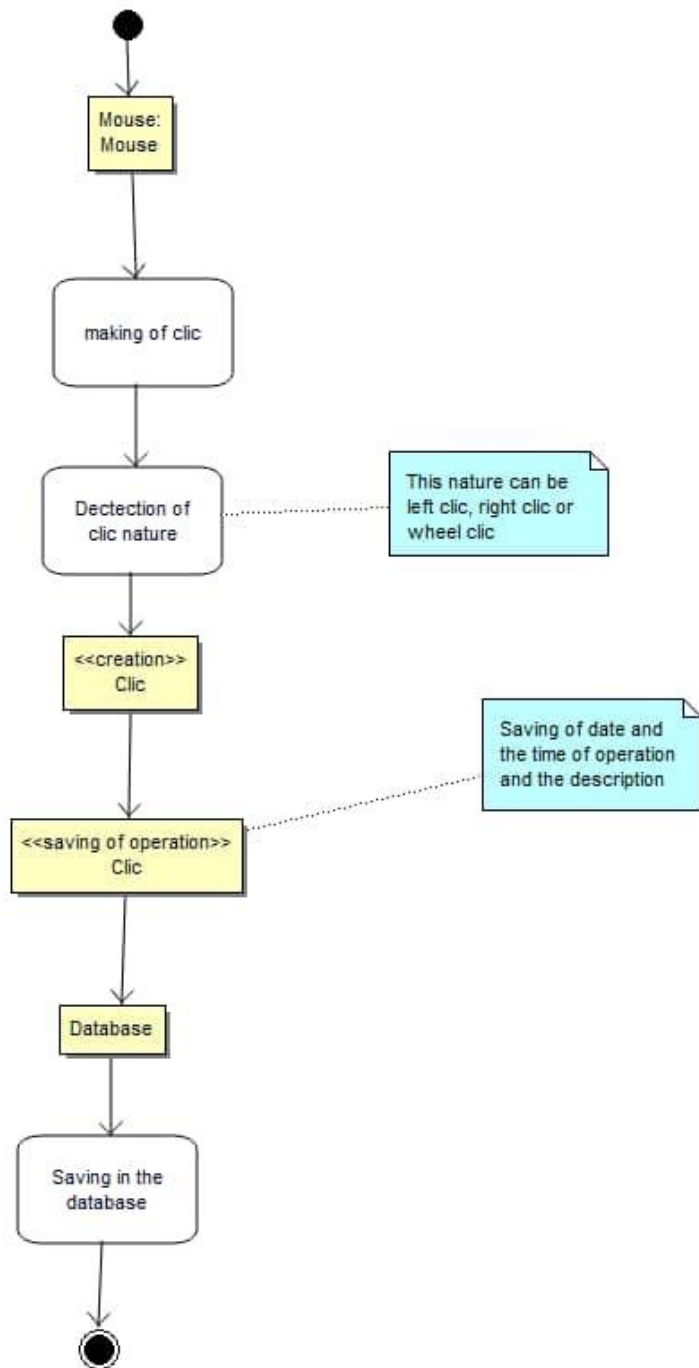 Mouse:
Mouse
making of clic
Dectection of
clic nature
This nature can be
left clic, right clic or
wheel clic
<<creation>>
Clic
Saving of date and
the time of operation
and the description
<<saving of operation>>
Clic
Database
Saving in the
database